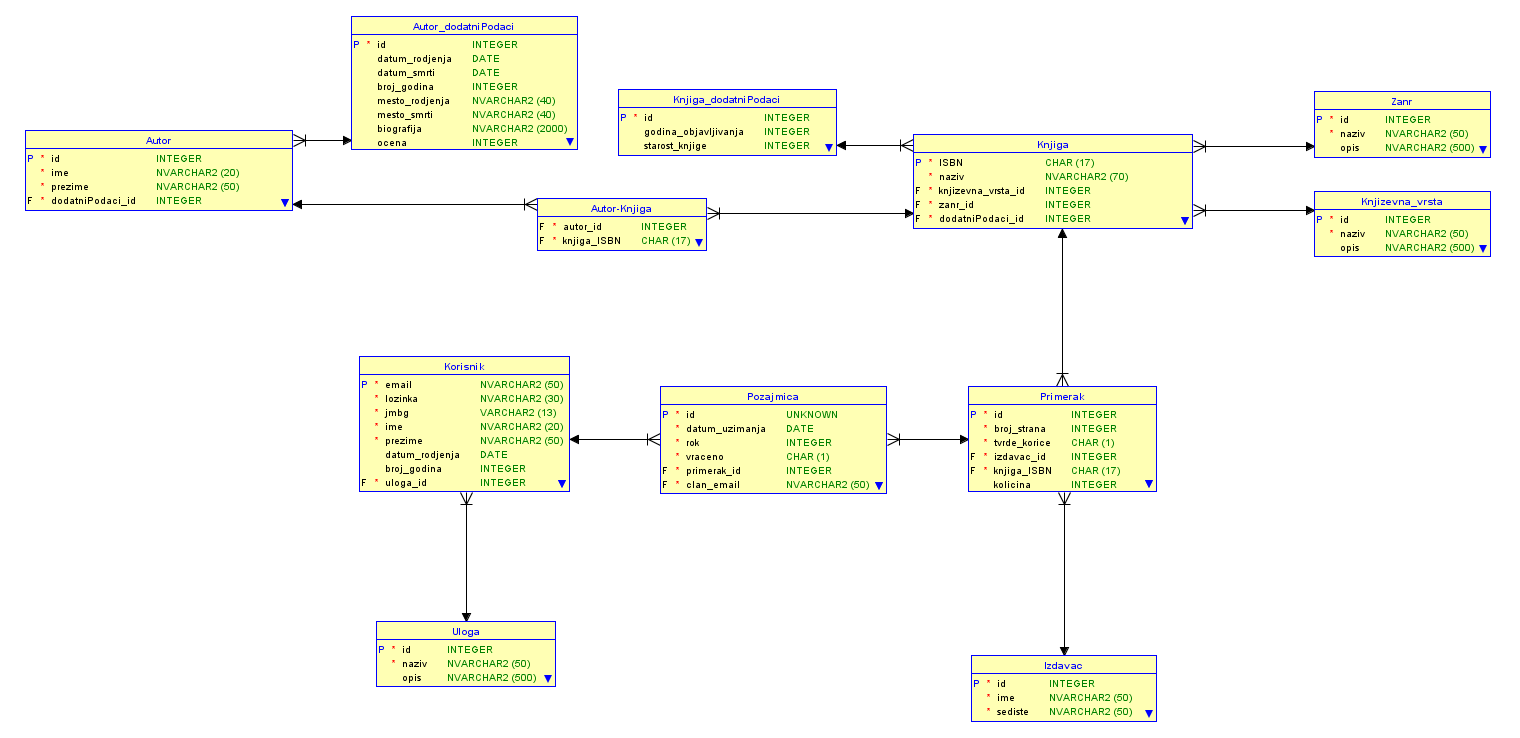 Autor_dodatniPodaci
P * id INTEGER
datum_rodjenja DATE
datum_smrti DATE
broj_godina INTEGER
mesto_rodjenja NVARCHAR2 (40)
mesto_smrti NVARCHAR2 (40)
biografija NVARCHAR2 (2000)
ocena INTEGER
Knjiga_dodatniPodaci
P * id INTEGER
godina_objavljivanja INTEGER
starost_knjige INTEGER
Zanr
P * id INTEGER
* naziv NVARCHAR2 (50)
opis NVARCHAR2 (500)
Autor
P * id INTEGER
* ime NVARCHAR2 (20)
* prezime NVARCHAR2 (50)
F * dodatniPodaci_id INTEGER
Knjiga
P * ISBN CHAR (17)
* naziv NVARCHAR2 (70)
F * knjizevna_vrsta_id INTEGER
F * zanr_id INTEGER
F * dodatniPodaci_id INTEGER
Autor-Knjiga
F * autor_id INTEGER
F * knjiga_ISBN CHAR (17)
Knjizevna_vrsta
P * id INTEGER
* naziv NVARCHAR2 (50)
opis NVARCHAR2 (500)
Korisnik
P * email NVARCHAR2 (50)
* lozinka NVARCHAR2 (30)
* jmbg VARCHAR2 (13)
* ime NVARCHAR2 (20)
* prezime NVARCHAR2 (50)
datum_rodjenja DATE
broj_godina INTEGER
F * uloga_id INTEGER
Pozajmica
P * id UNKNOWN
* datum_uzimanja DATE
* rok INTEGER
* vraceno CHAR (1)
F * primerak_id INTEGER
F * clan_email NVARCHAR2 (50)
Primerak
P * id INTEGER
* broj_strana INTEGER
* tvrde_korice CHAR (1)
F * izdavac_id INTEGER
F * knjiga_ISBN CHAR (17)
kolicina INTEGER
Uloga
P * id INTEGER
* naziv NVARCHAR2 (50)
opis NVARCHAR2 (500)
Izdavac
P * id INTEGER
* ime NVARCHAR2 (50)
* sediste NVARCHAR2 (50)